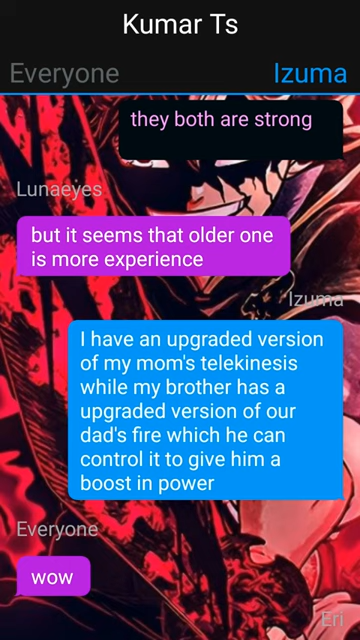 Kumar Ts
Everyone Izuma
they both are strong
Lunaeyes
but it seems that older one
is more experience
Izuma
I have an upgraded version
of my mom's telekinesis
while my brother has a
upgraded version of our
dad's fire which he can
control it to give him a
boost in power
Everyone
wow
Eri